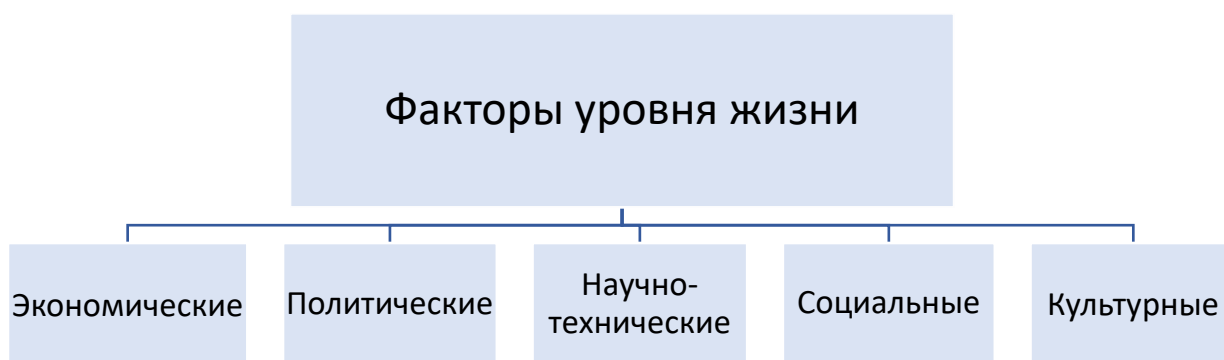 Факторы уровня жизни
Экономические
Политические
Научно-
технические
Социальные
Культурные